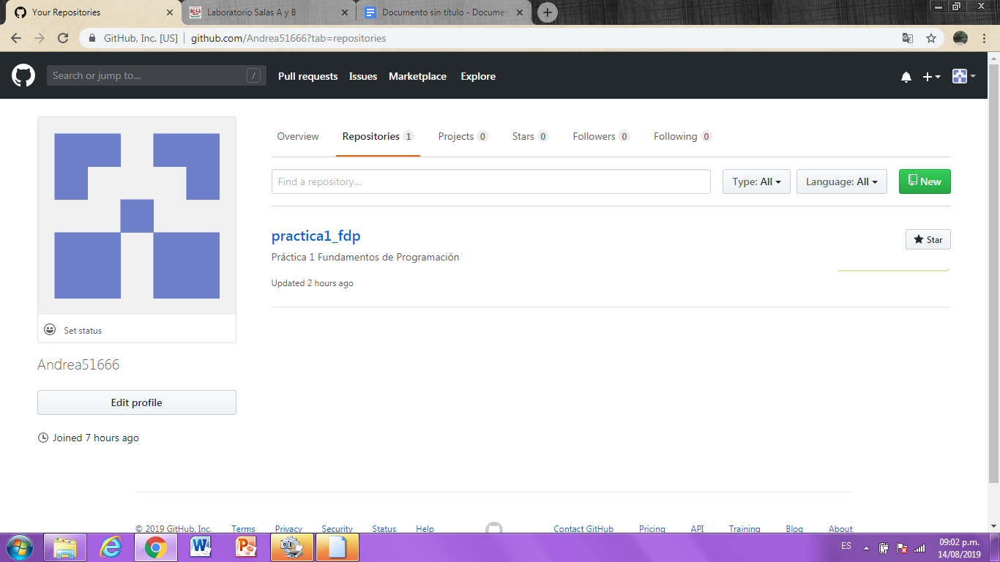 Your Repositories
Laboratorio Salas A y B
Documento sin título - Documen
GitHub, Inc. [US]
github.com/Andrea51666?tab=repositories
Search or jump to...
/
Pull requests
Issues
Marketplace
Explore
Overview
Repositories 1
Projects 0
Stars 0
Followers 0
Following 0
Find a repository...
Type: All
Language: All
New
practica1_fdp
Star
Práctica 1 Fundamentos de Programación
Updated 2 hours ago
Set status
Andrea51666
Edit profile
Joined 7 hours ago
© 2019 GitHub, Inc.
Terms
Privacy
Security
Status
Help
Contact GitHub
Pricing
API
Training
Blog
About
ES
09:02 p.m.
14/08/2019